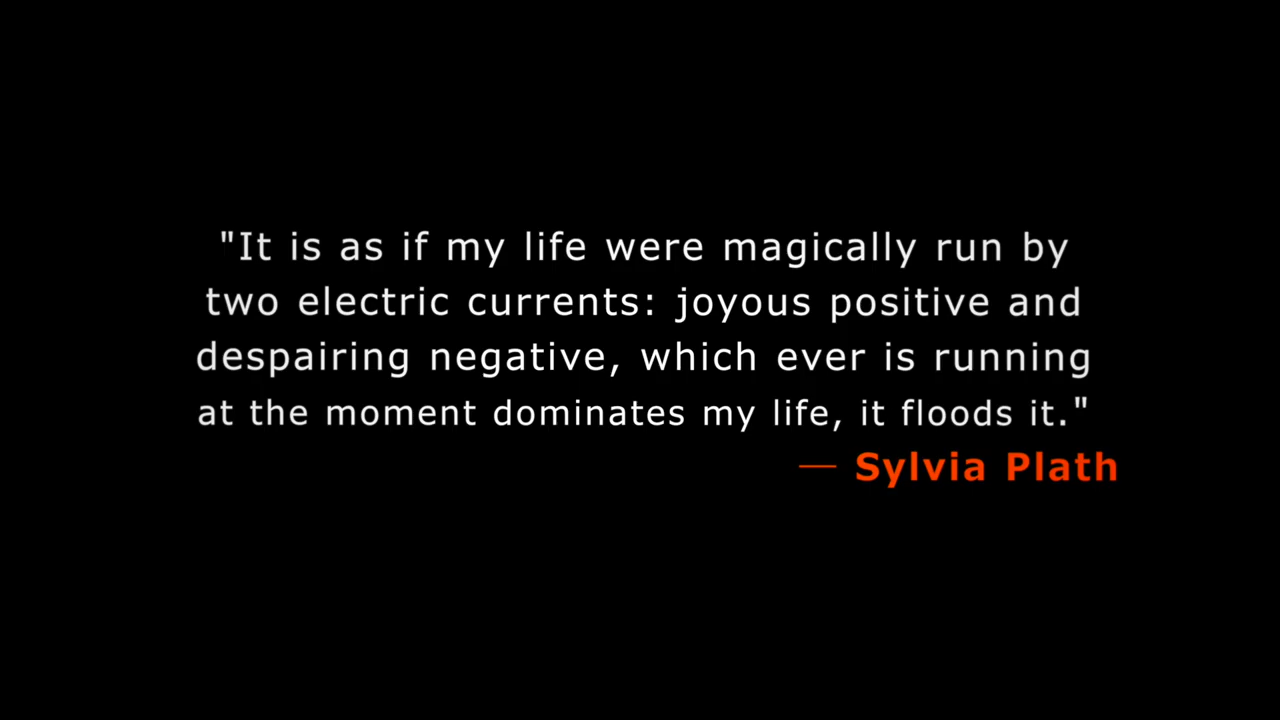 "It is as if my life were magically run by
two electric currents: joyous positive and
despairing negative, which ever is running
at the moment dominates my life, it floods it."
— Sylvia Plath